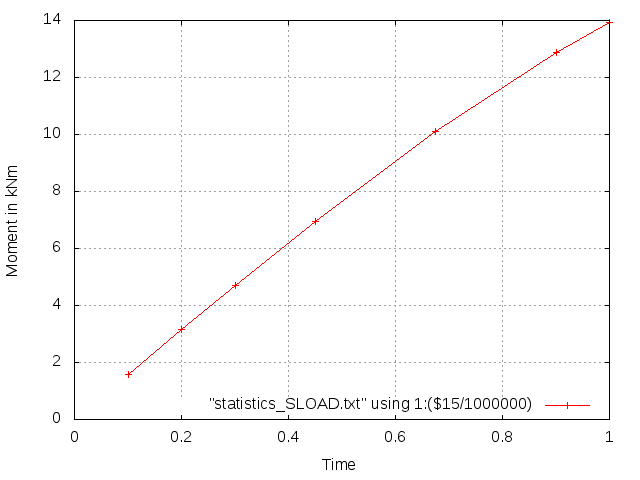 14
12
10
8
6
4
2
0
Moment in kNm
"statistics_SLOAD.txt" using 1:($15/1000000)
0 0.2 0.4 0.6 0.8 1
Time